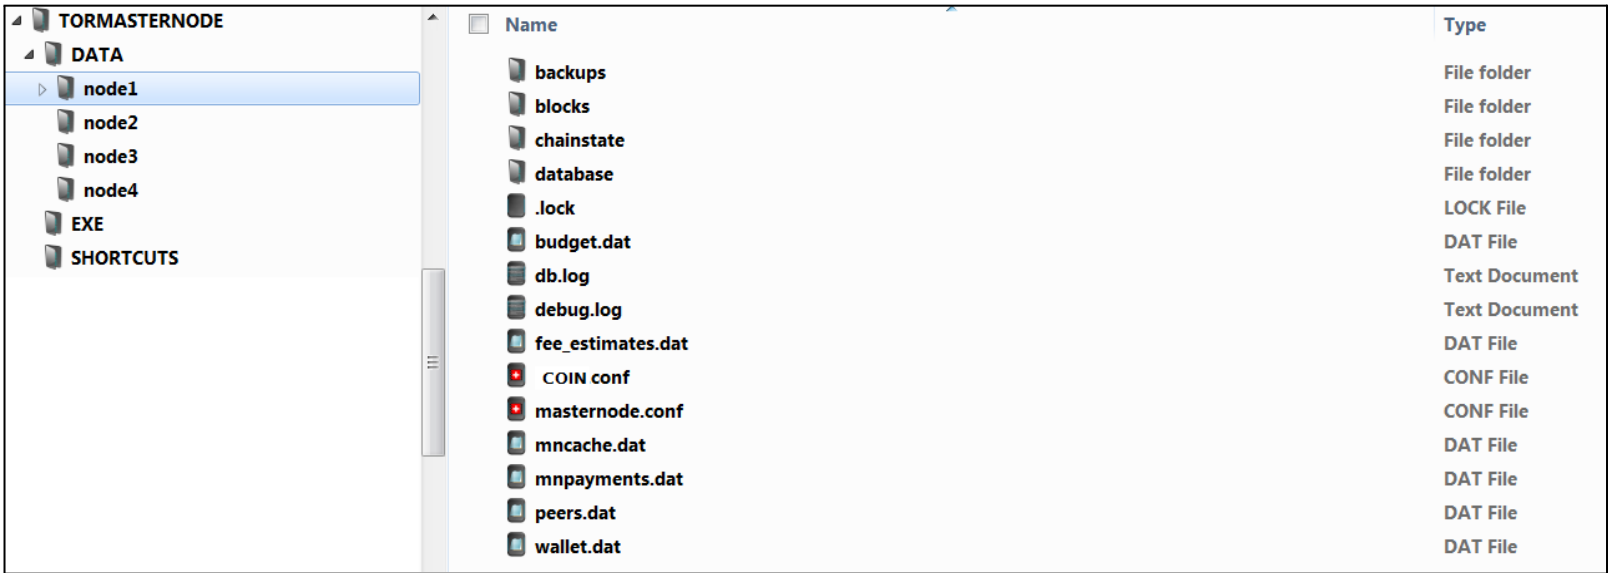 TORMASTERNODE
DATA
node1
node2
node3
node4
EXE
SHORTCUTS
Name Type
backups File folder
blocks File folder
chainstate File folder
database File folder
.lock LOCK File
budget.dat DAT File
db.log Text Document
debug.log Text Document
fee_estimates.dat DAT File
COIN conf CONF File
masternode.conf CONF File
mncache.dat DAT File
mnpayments.dat DAT File
peers.dat DAT File
wallet.dat DAT File